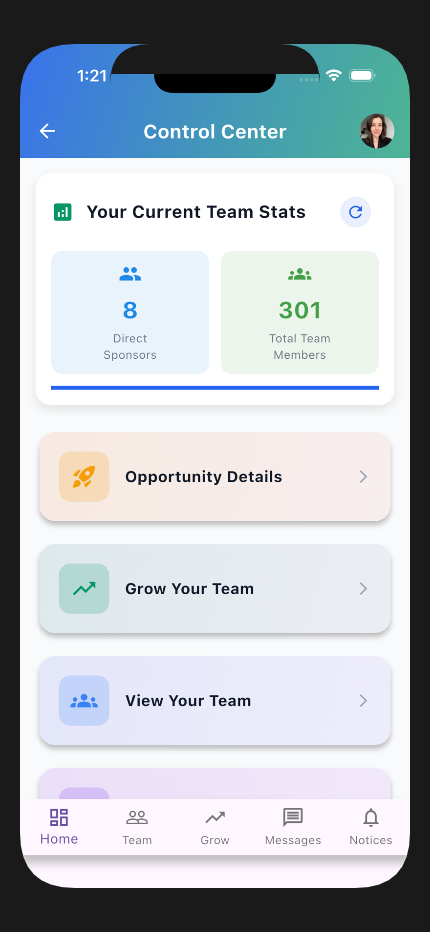 1:21
Control Center
Your Current Team Stats
8
Direct
Sponsors
301
Total Team
Members
Opportunity Details
Grow Your Team
View Your Team
Home
Team
Grow
Messages
Notices